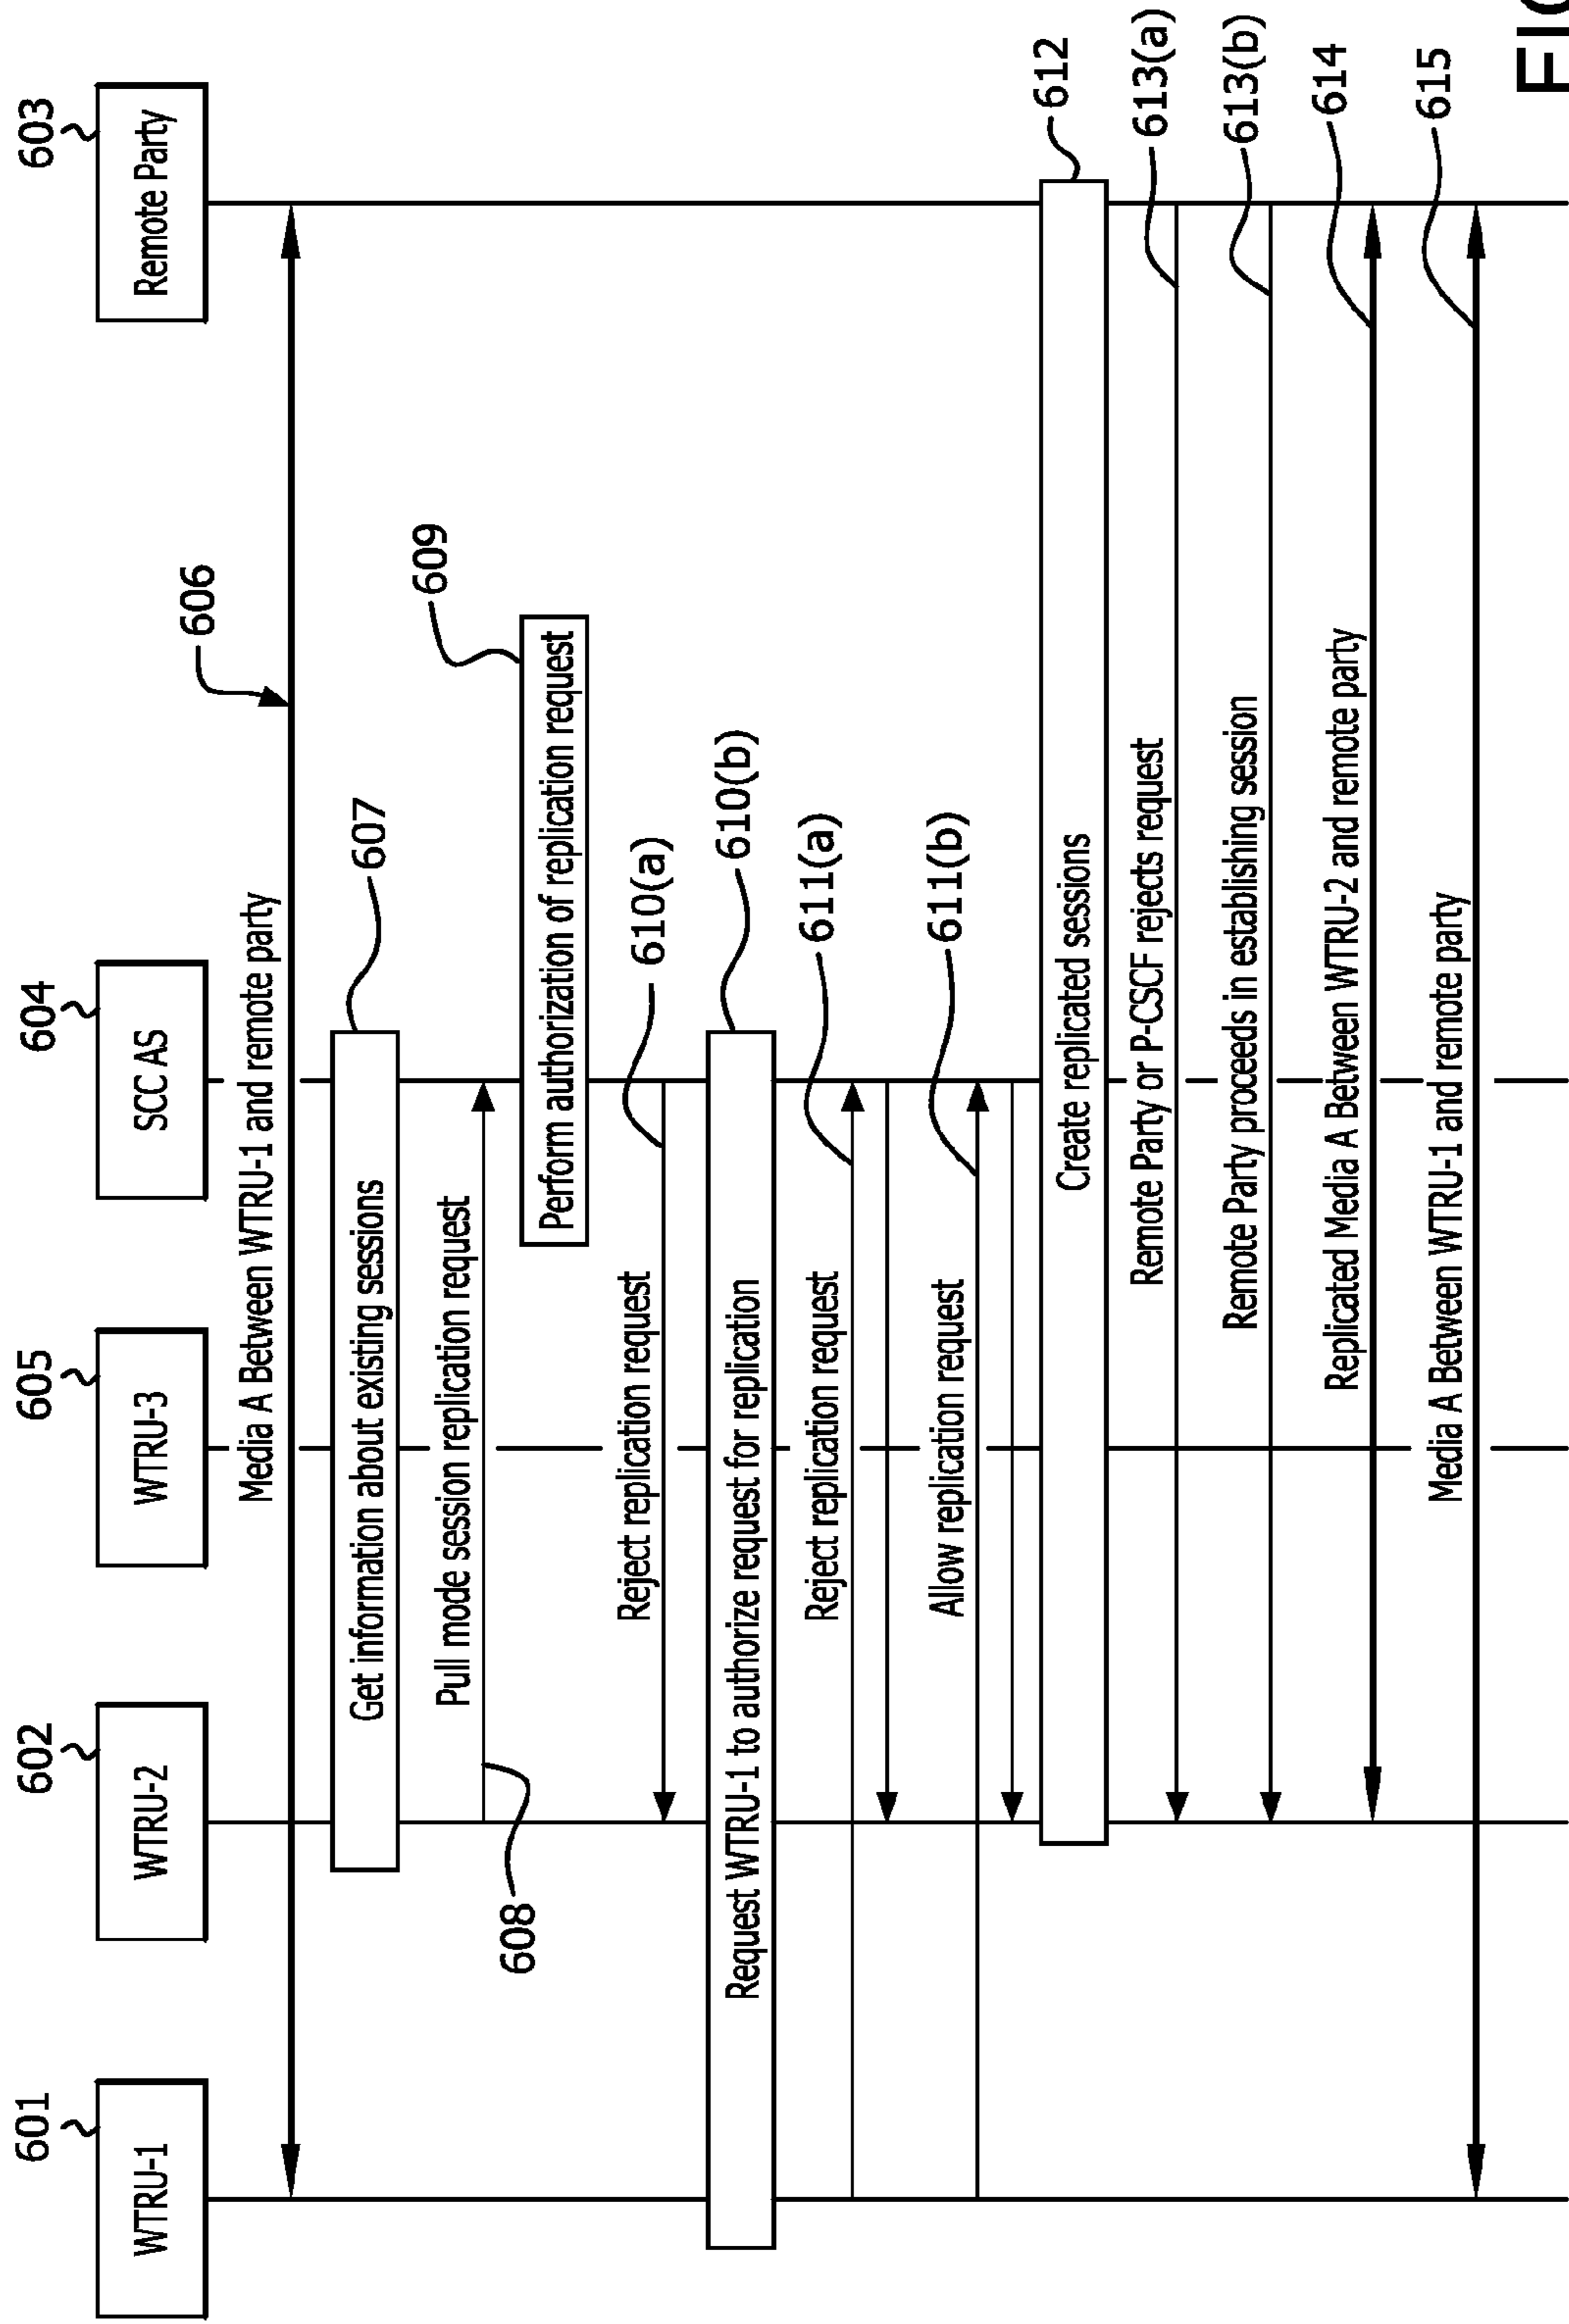 601
602
605
604
603
WTRU-1
WTRU-2
WTRU-3
SCC AS
Remote Party
606
Media A Between WTRU-1 and remote party
607
Get information about existing sessions
Pull mode session replication request
608
609
Perform authorization of replication request
610(a)
Reject replication request
610(b)
Request WTRU-1 to authorize request for replication
611(a)
Reject replication request
611(b)
Allow replication request
612
Create replicated sessions
613(a)
Remote Party or P-CSCF rejects request
613(b)
Remote Party proceeds in establishing session
614
Replicated Media A Between WTRU-2 and remote party
615
Media A Between WTRU-1 and remote party